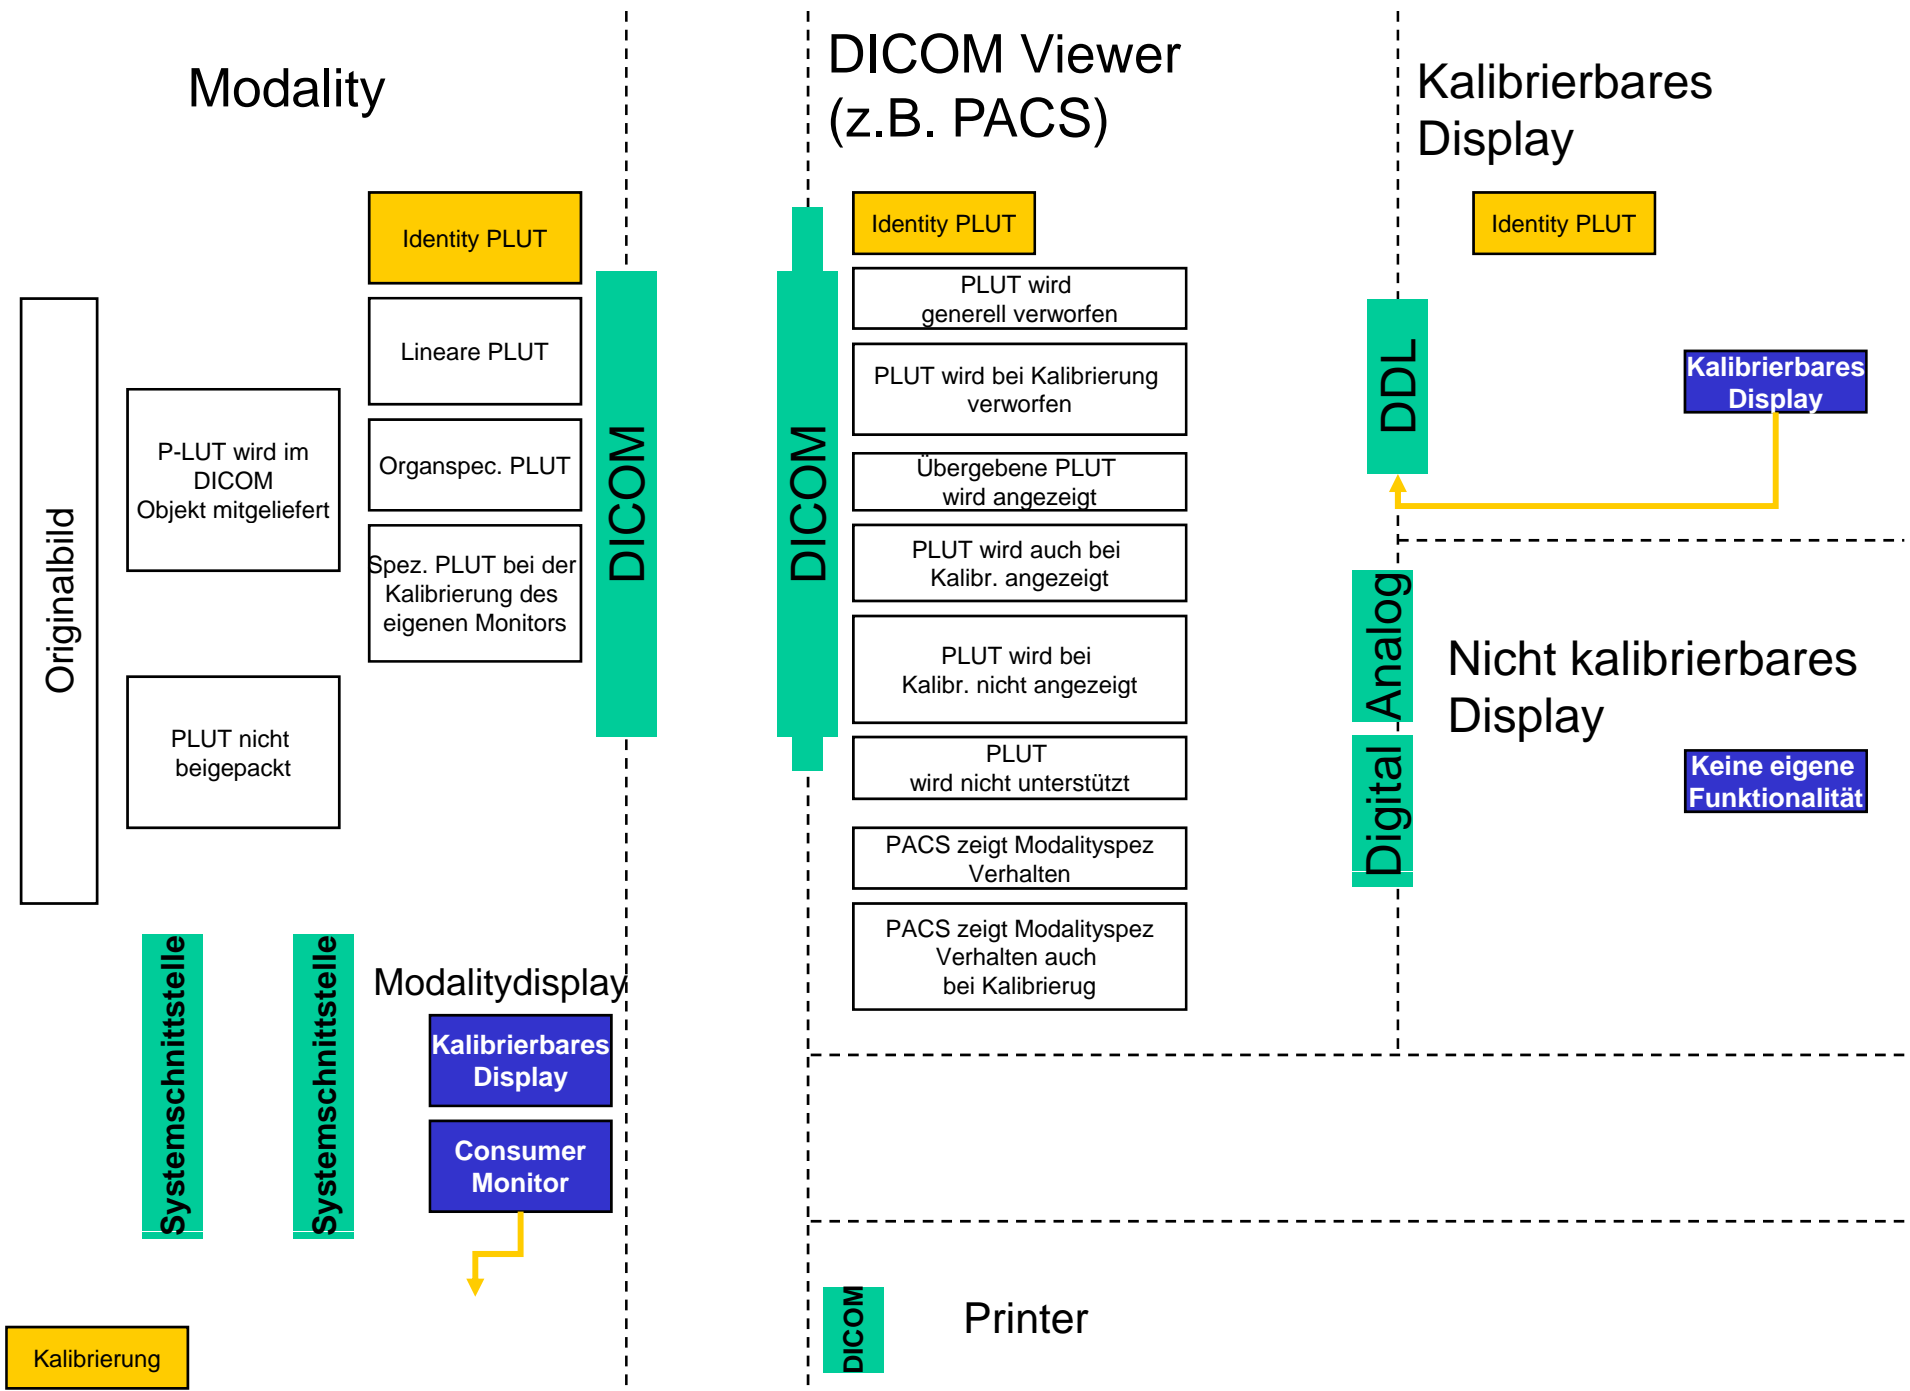 Modality
Identity PLUT
Lineare PLUT
Organspec. PLUT
Spez. PLUT bei der
Kalibrierung des
eigenen Monitors
P-LUT wird im
DICOM
Objekt mitgeliefert
PLUT nicht
beigepackt
Originalbild
DICOM
Systemschnittstelle
Systemschnittstelle
Modalitydisplay
Kalibrierbares
Display
Consumer
Monitor
Kalibrierung
DICOM Viewer
(z.B. PACS)
DICOM
Identity PLUT
PLUT wird
generell verworfen
PLUT wird bei Kalibrierung
verworfen
Übergebene PLUT
wird angezeigt
PLUT wird auch bei
Kalibr. angezeigt
PLUT wird bei
Kalibr. nicht angezeigt
PLUT
wird nicht unterstützt
PACS zeigt Modalityspez
Verhalten
PACS zeigt Modalityspez
Verhalten auch
bei Kalibrierug
DICOM
Printer
Kalibrierbares
Display
Identity PLUT
DDL
Kalibrierbares
Display
Analog
Digital
Nicht kalibrierbares
Display
Keine eigene
Funktionalität